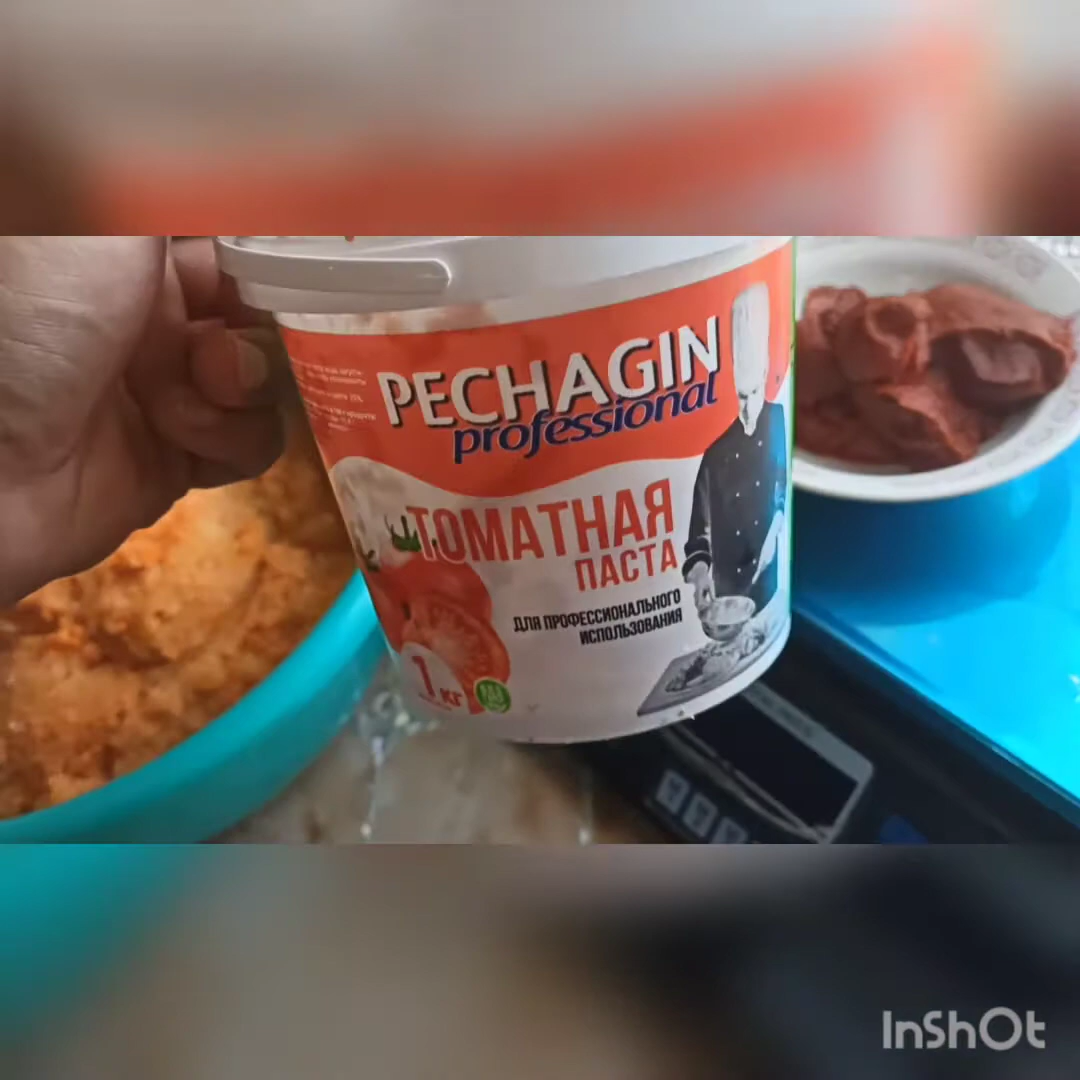 PECHAGIN
professional
ТОМАТНАЯ
ПАСТА
ДЛЯ ПРОФЕССИОНАЛЬНОГО
ИСПОЛЬЗОВАНИЯ
1 КГ
InShOt